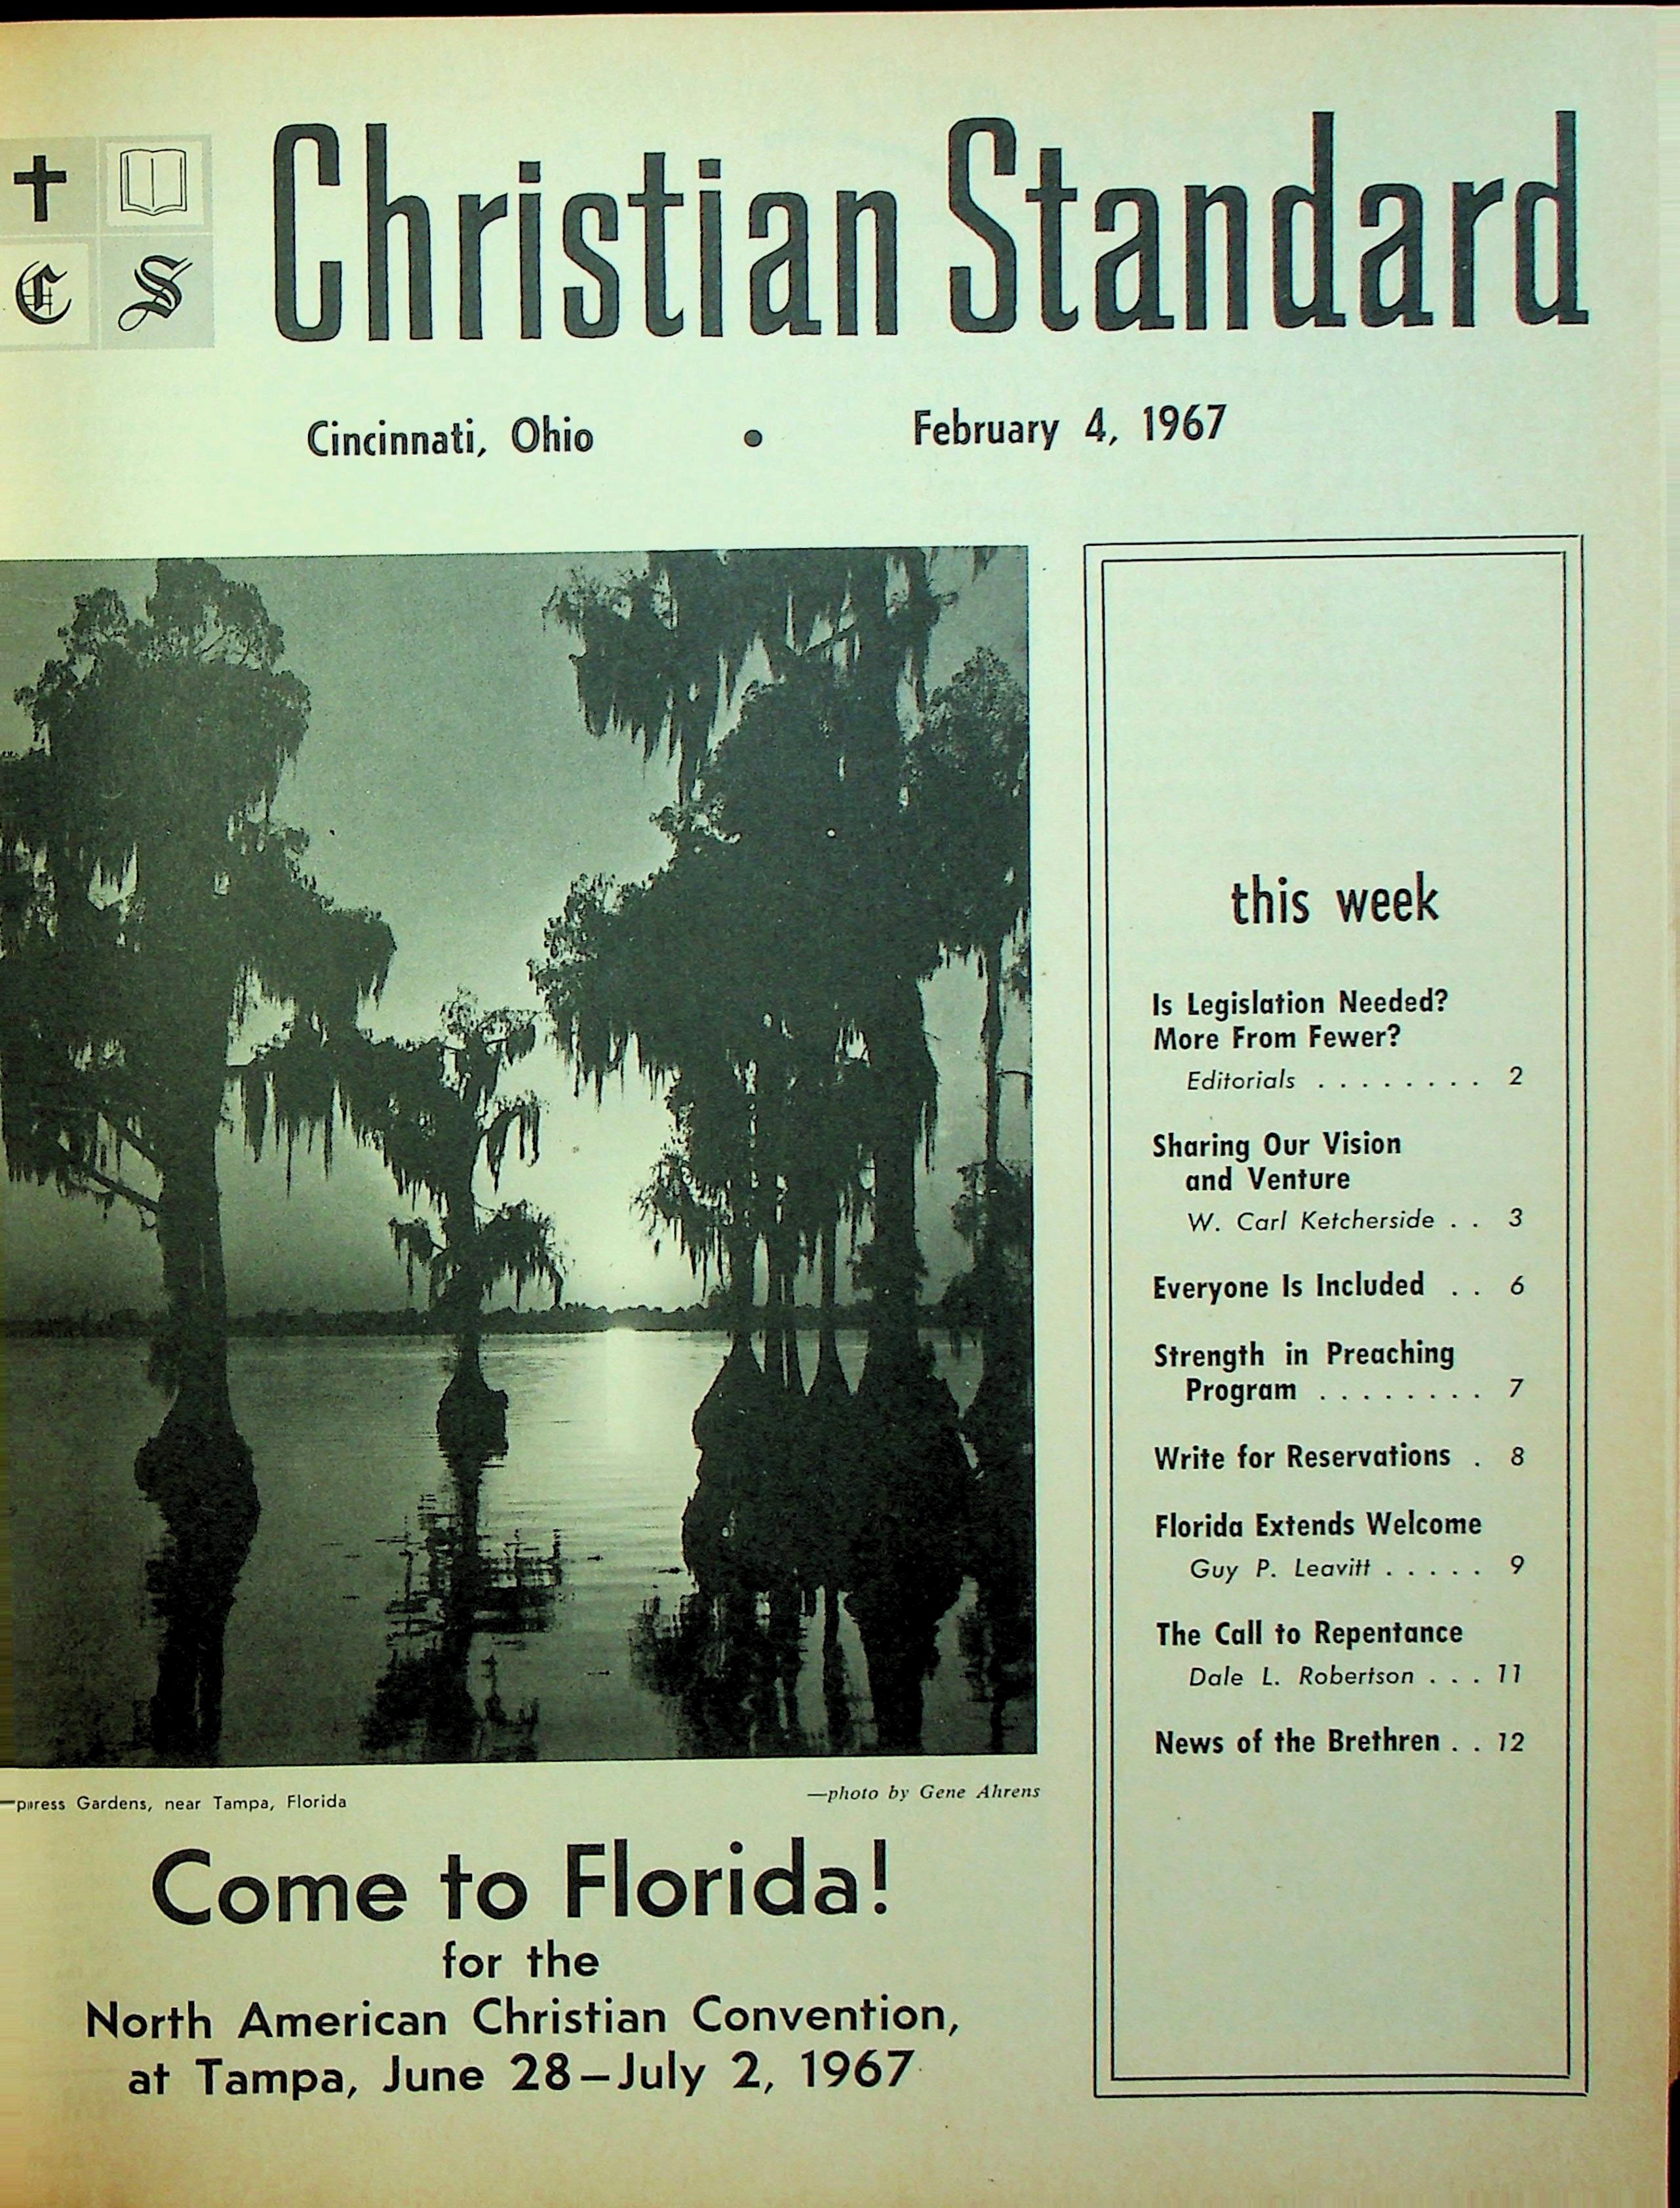 C S
Christian Standard
Cincinnati, Ohio • February 4, 1967
this week
Is Legislation Needed?
More From Fewer?
Editorials . . . . . . . . 2
Sharing Our Vision
and Venture
W. Carl Ketcherside . . 3
Everyone Is Included . . 6
Strength in Preaching
Program . . . . . . . . 7
Write for Reservations . 8
Florida Extends Welcome
Guy P. Leavitt . . . . . 9
The Call to Repentance
Dale L. Robertson . . . 11
News of the Brethren . . 12
—press Gardens, near Tampa, Florida
—photo by Gene Ahrens
Come to Florida!
for the
North American Christian Convention,
at Tampa, June 28–July 2, 1967